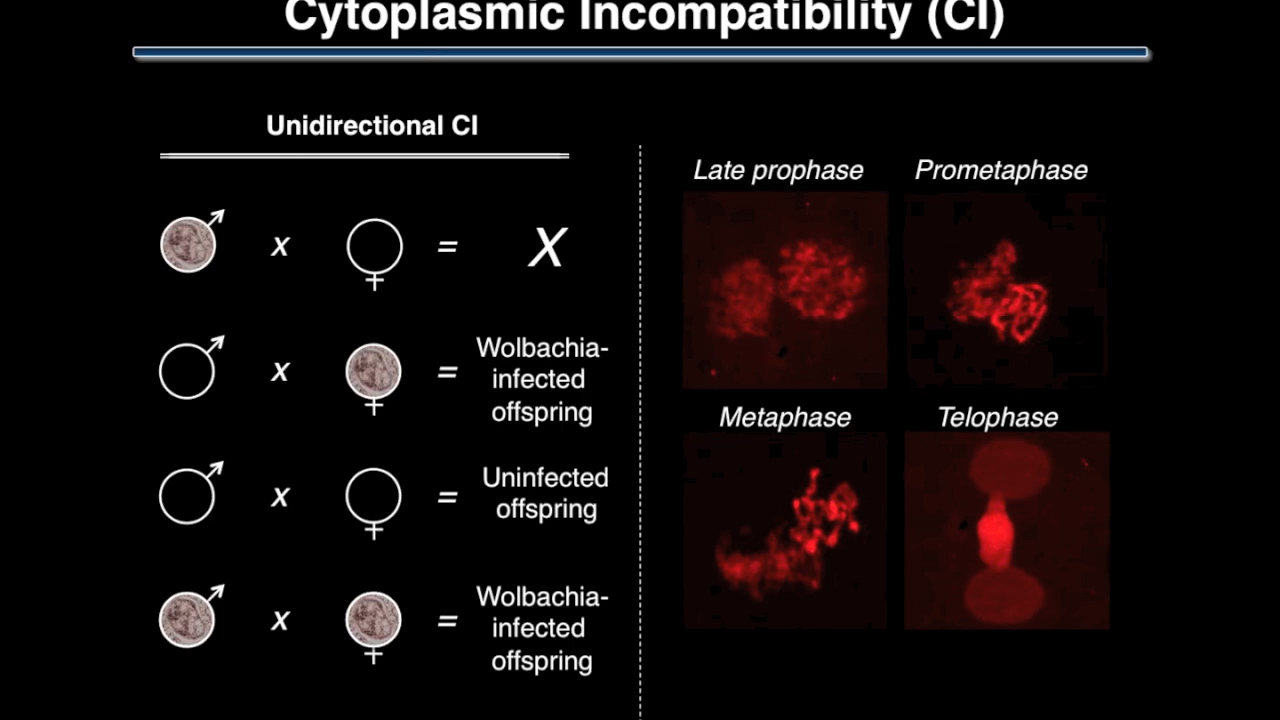 Cytoplasmic Incompatibility (CI)
Unidirectional CI
x = X
x = Wolbachia-
infected
offspring
x = Uninfected
offspring
x = Wolbachia-
infected
offspring
Late prophase
Prometaphase
Metaphase
Telophase